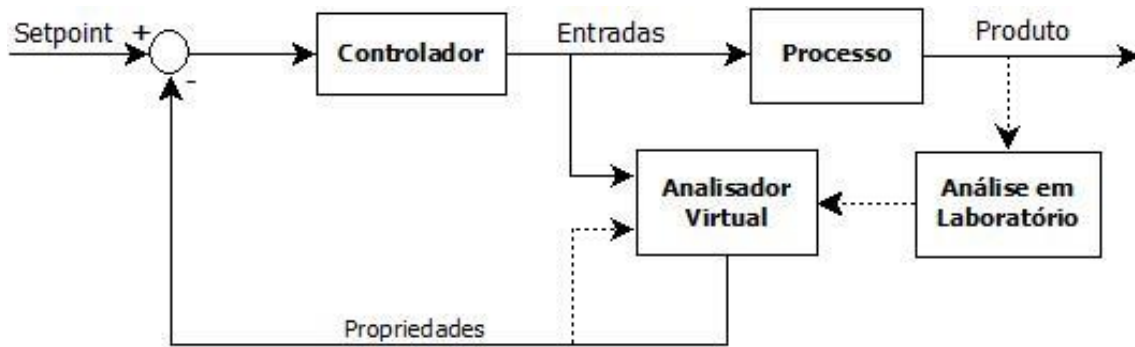 Setpoint
+
-
Controlador
Entradas
Processo
Produto
Analisador
Virtual
Análise em
Laboratório
Propriedades